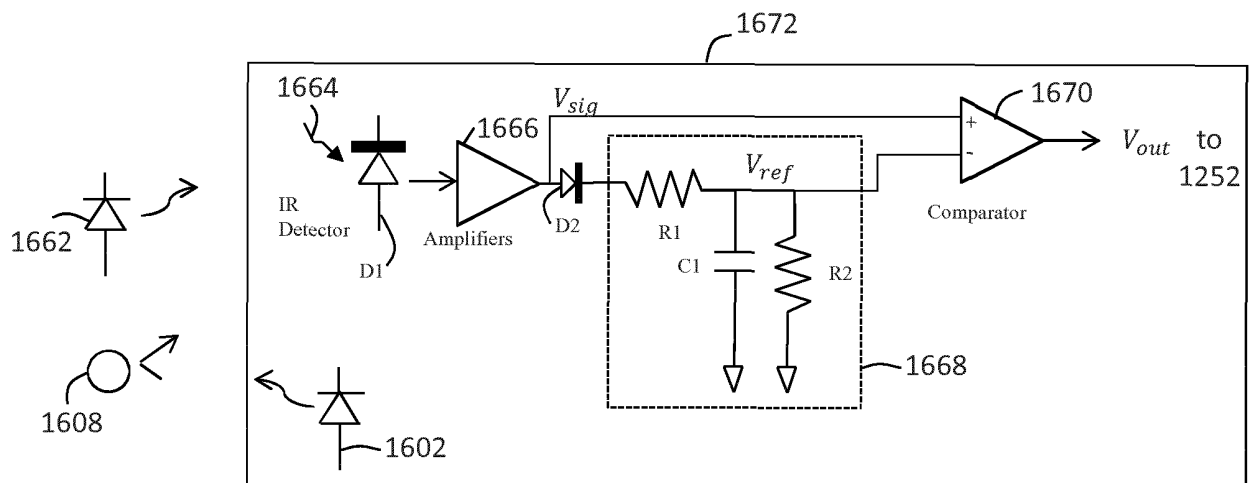 1672
1664
V_sig
1670
1666
+
-
V_out to
1252
V_ref
1662
IR
Detector
D1
Amplifiers
D2
R1
C1
R2
Comparator
1668
1608
1602